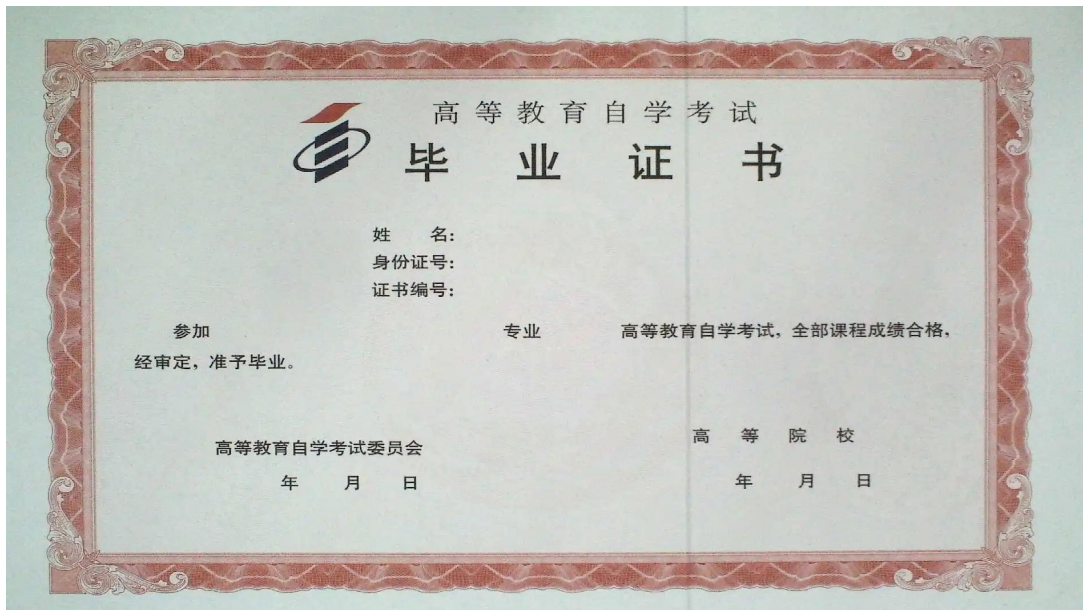 高等教育自学考试
毕业证书
姓 名:
身份证号:
证书编号:
参加 专业 高等教育自学考试，全部课程成绩合格，
经审定，准予毕业。
高等教育自学考试委员会
年 月 日
高等院校
年 月 日